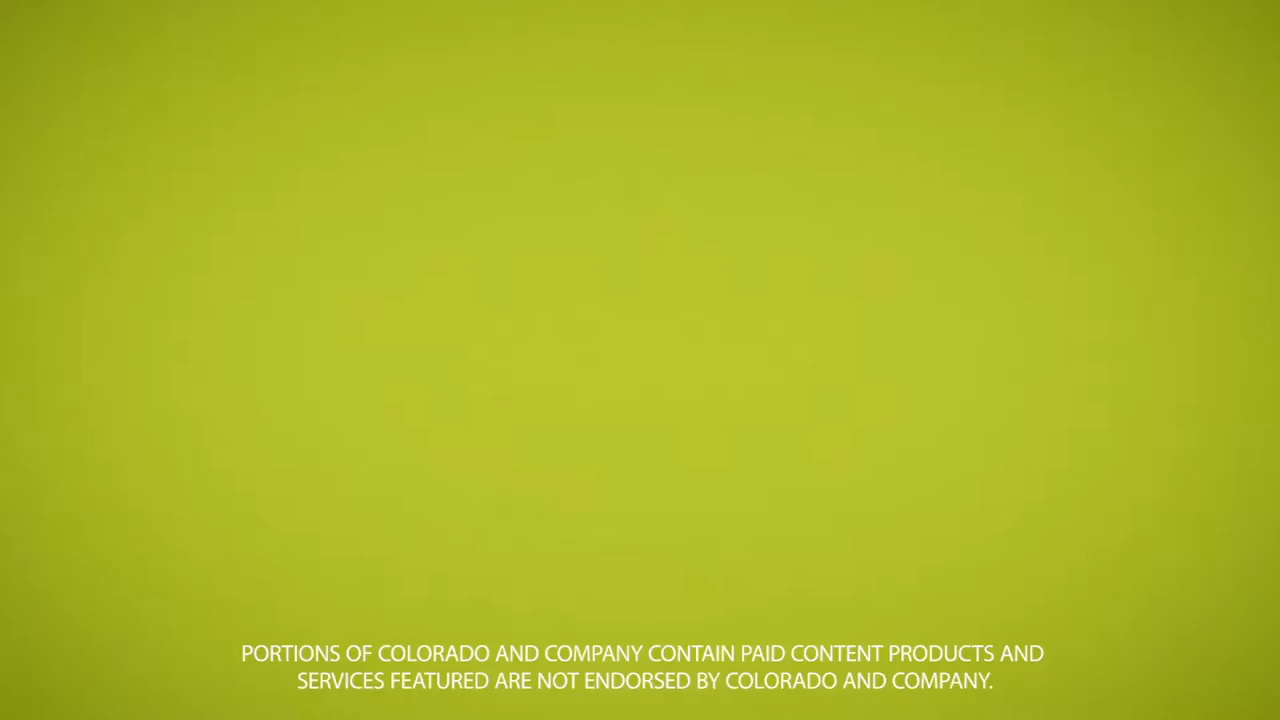 PORTIONS OF COLORADO AND COMPANY CONTAIN PAID CONTENT PRODUCTS AND
SERVICES FEATURED ARE NOT ENDORSED BY COLORADO AND COMPANY.